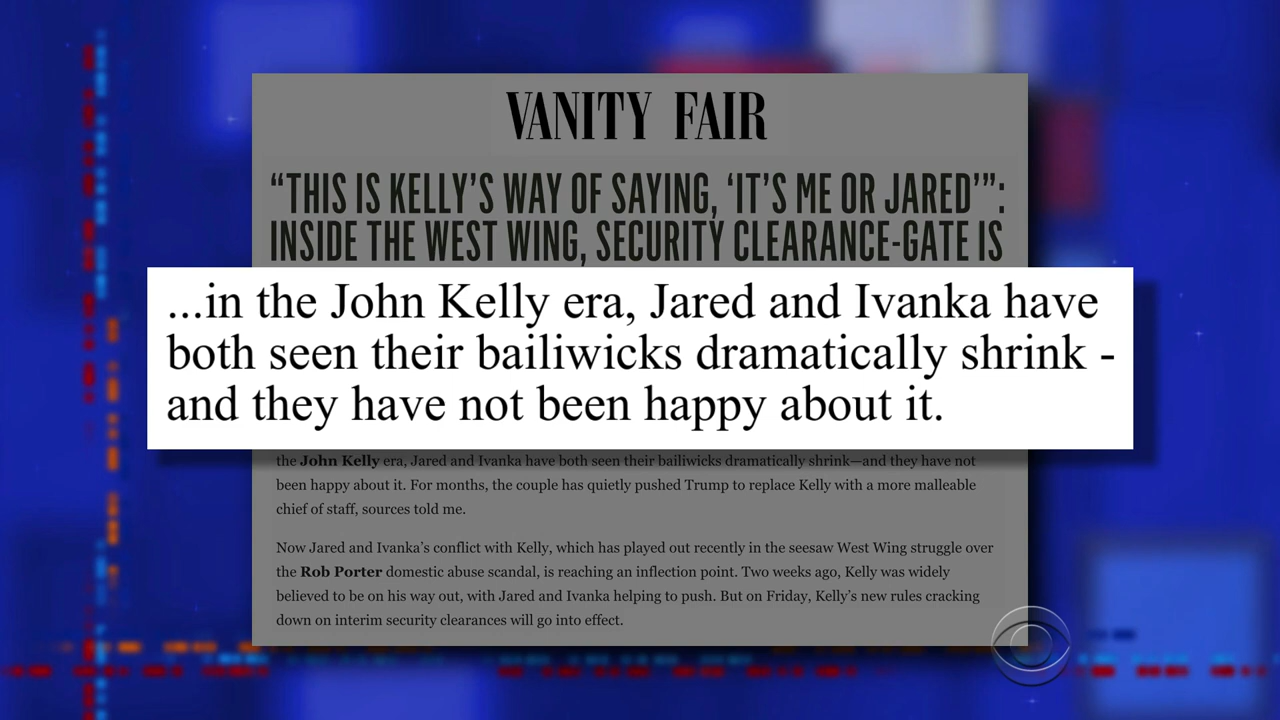 VANITY FAIR
“THIS IS KELLY’S WAY OF SAYING, ‘IT’S ME OR JARED’”:
INSIDE THE WEST WING, SECURITY CLEARANCE-GATE IS
...in the John Kelly era, Jared and Ivanka have
both seen their bailiwicks dramatically shrink -
and they have not been happy about it.
the John Kelly era, Jared and Ivanka have both seen their bailiwicks dramatically shrink—and they have not
been happy about it. For months, the couple has quietly pushed Trump to replace Kelly with a more malleable
chief of staff, sources told me.
Now Jared and Ivanka’s conflict with Kelly, which has played out recently in the seesaw West Wing struggle over
the Rob Porter domestic abuse scandal, is reaching an inflection point. Two weeks ago, Kelly was widely
believed to be on his way out, with Jared and Ivanka helping to push. But on Friday, Kelly’s new rules cracking
down on interim security clearances will go into effect.